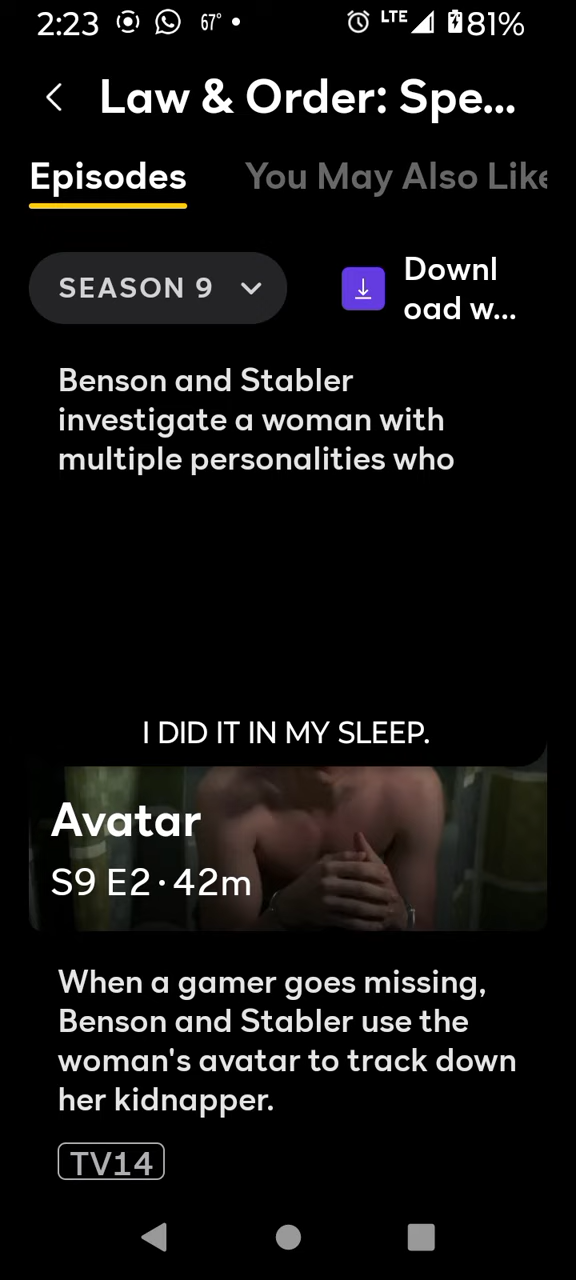 2:23 67° LTE 81%
Law & Order: Spe...
Episodes You May Also Like
SEASON 9
Downl
oad w...
Benson and Stabler
investigate a woman with
multiple personalities who
I DID IT IN MY SLEEP.
Avatar
S9 E2 · 42m
When a gamer goes missing,
Benson and Stabler use the
woman's avatar to track down
her kidnapper.
TV14